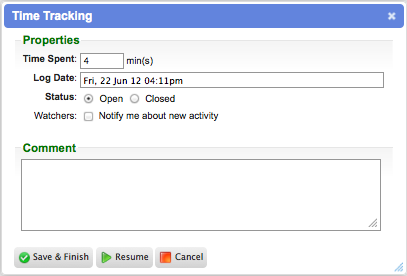 Time Tracking
Properties
Time Spent: 4 min(s)
Log Date: Fri, 22 Jun 12 04:11pm
Status: Open Closed
Watchers: Notify me about new activity
Comment
Save & Finish Resume Cancel